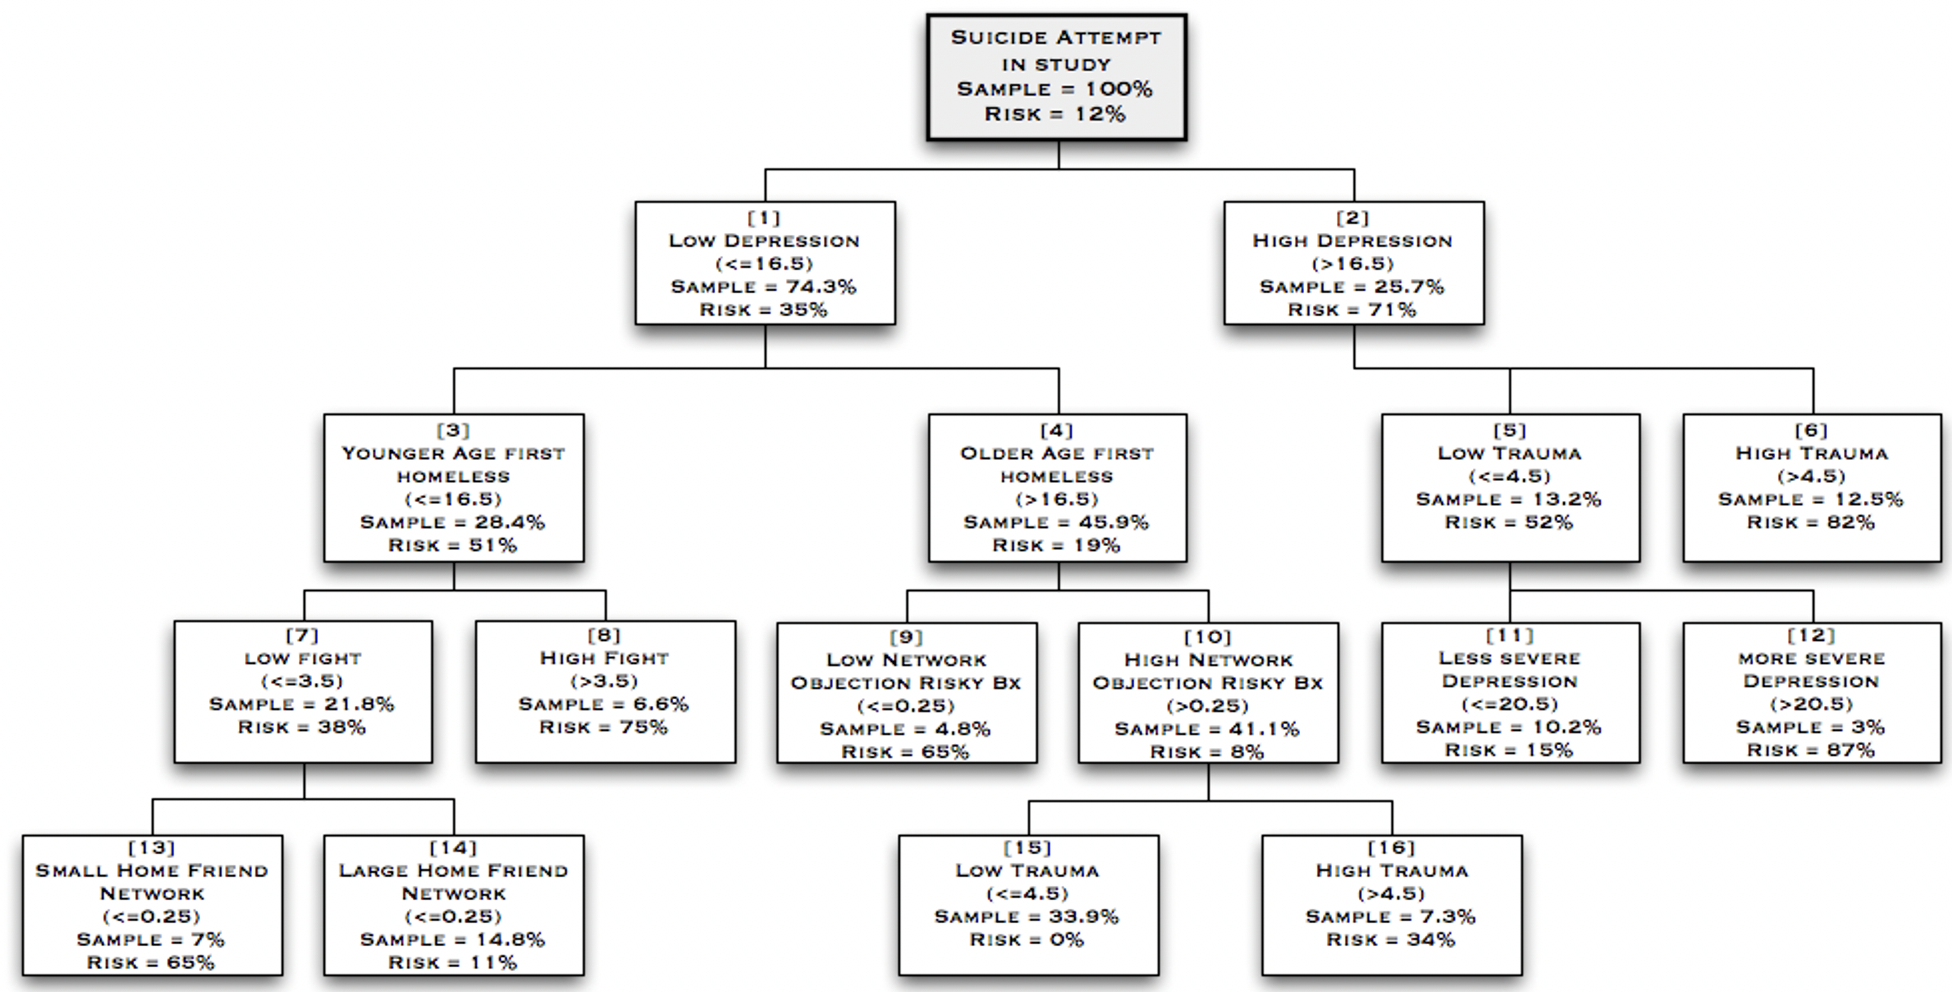 SUICIDE ATTEMPT
IN STUDY
SAMPLE = 100%
RISK = 12%
[1]
LOW DEPRESSION
(<=16.5)
SAMPLE = 74.3%
RISK = 35%
[2]
HIGH DEPRESSION
(>16.5)
SAMPLE = 25.7%
RISK = 71%
[3]
YOUNGER AGE FIRST
HOMELESS
(<=16.5)
SAMPLE = 28.4%
RISK = 51%
[4]
OLDER AGE FIRST
HOMELESS
(>16.5)
SAMPLE = 45.9%
RISK = 19%
[5]
LOW TRAUMA
(<=4.5)
SAMPLE = 13.2%
RISK = 52%
[6]
HIGH TRAUMA
(>4.5)
SAMPLE = 12.5%
RISK = 82%
[7]
LOW FIGHT
(<=3.5)
SAMPLE = 21.8%
RISK = 38%
[8]
HIGH FIGHT
(>3.5)
SAMPLE = 6.6%
RISK = 75%
[9]
LOW NETWORK
OBJECTION RISKY BX
(<=0.25)
SAMPLE = 4.8%
RISK = 65%
[10]
HIGH NETWORK
OBJECTION RISKY BX
(>0.25)
SAMPLE = 41.1%
RISK = 8%
[11]
LESS SEVERE
DEPRESSION
(<=20.5)
SAMPLE = 10.2%
RISK = 15%
[12]
MORE SEVERE
DEPRESSION
(>20.5)
SAMPLE = 3%
RISK = 87%
[13]
SMALL HOME FRIEND
NETWORK
(<=0.25)
SAMPLE = 7%
RISK = 65%
[14]
LARGE HOME FRIEND
NETWORK
(<=0.25)
SAMPLE = 14.8%
RISK = 11%
[15]
LOW TRAUMA
(<=4.5)
SAMPLE = 33.9%
RISK = 0%
[16]
HIGH TRAUMA
(>4.5)
SAMPLE = 7.3%
RISK = 34%